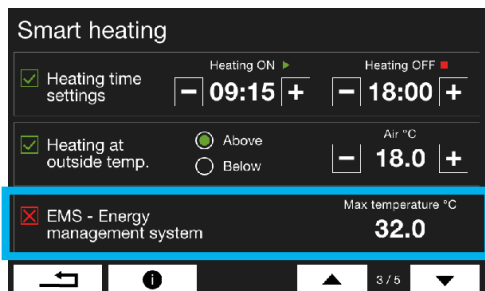 Smart heating
Heating time
settings
Heating ON
− 09:15 +
Heating OFF
− 18:00 +
Heating at
outside temp.
Above
Below
Air °C
− 18.0 +
EMS - Energy
management system
Max temperature °C
32.0
3/5